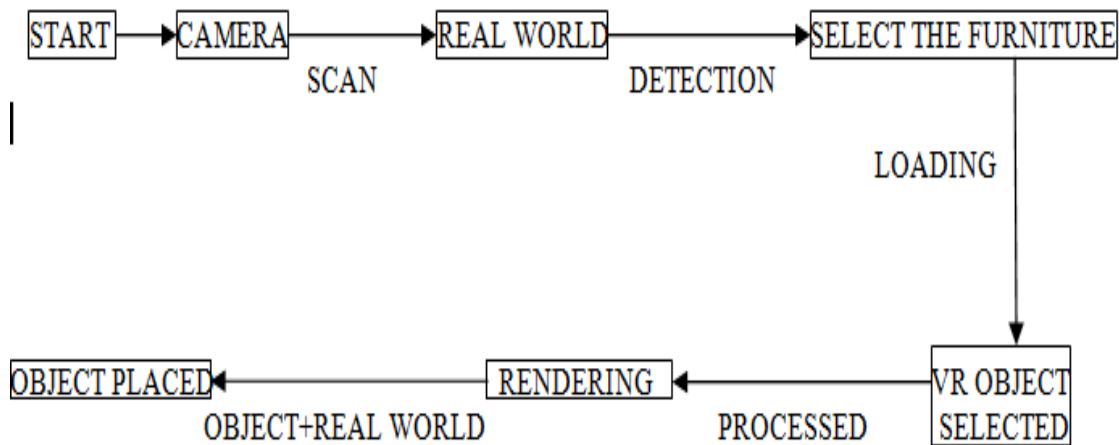 START
CAMERA
REAL WORLD
SELECT THE FURNITURE
SCAN
DETECTION
LOADING
VR OBJECT
SELECTED
RENDERING
OBJECT PLACED
PROCESSED
OBJECT+REAL WORLD